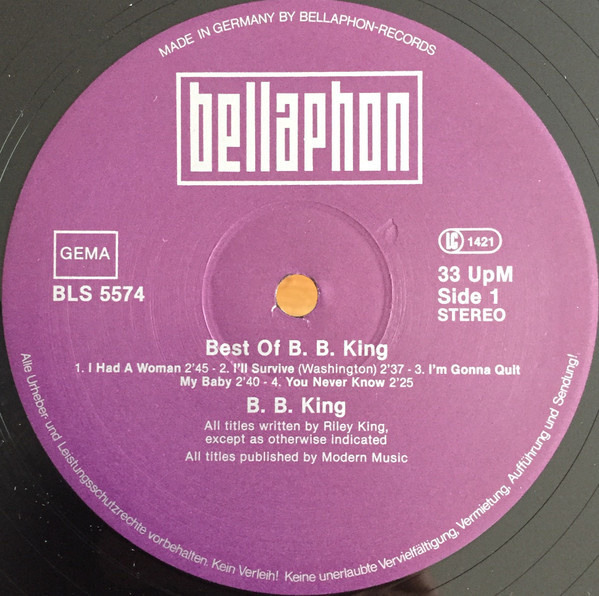 MADE IN GERMANY BY BELLAPHON-RECORDS
bellaphon
GEMA
BLS 5574
LC 1421
33 UpM
Side 1
STEREO
Best Of B. B. King
1. I Had A Woman 2'45 - 2. I'll Survive (Washington) 2'37 - 3. I'm Gonna Quit
My Baby 2'40 - 4. You Never Know 2'25
B. B. King
All titles written by Riley King,
except as otherwise indicated
All titles published by Modern Music
Alle Urheber- und Leistungsschutzrechte vorbehalten. Kein Verleih! Keine unerlaubte Vervielfältigung, Vermietung, Aufführung und Sendung!